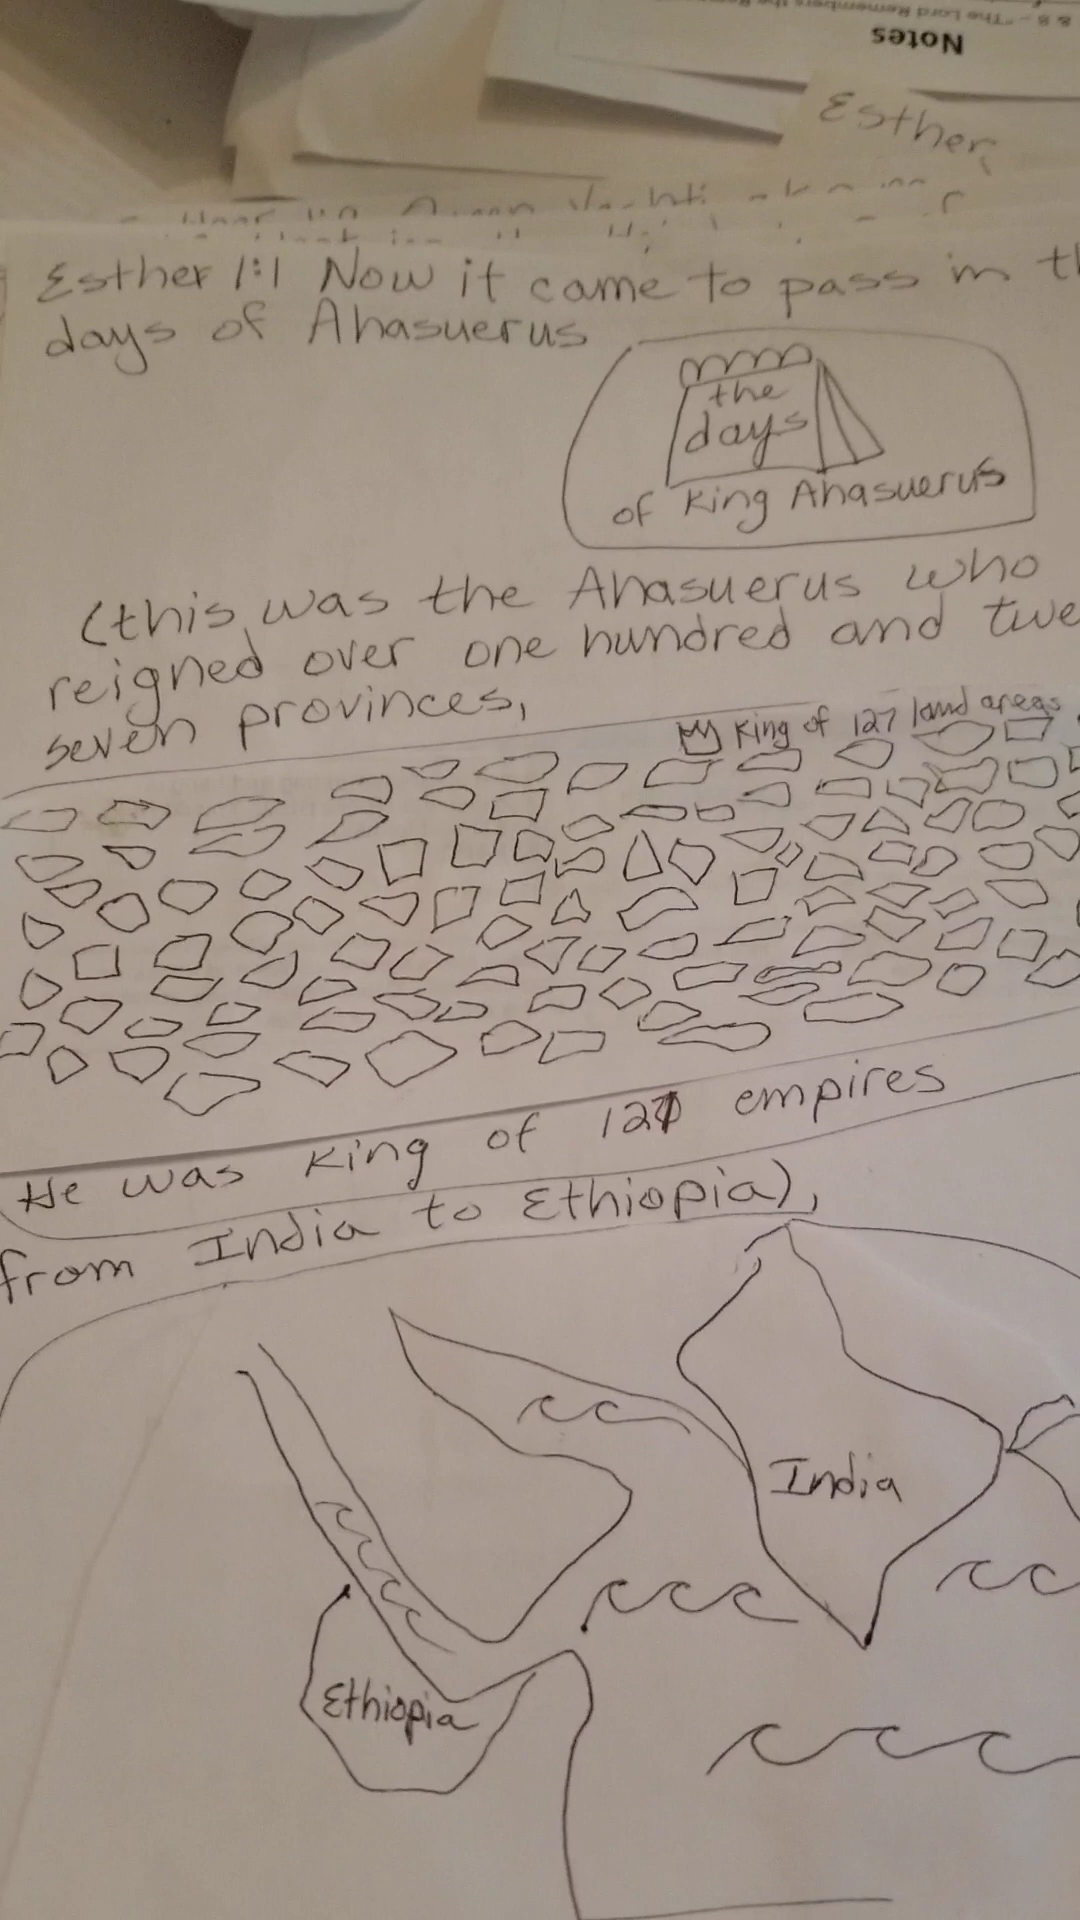 Notes
Esther,
Esther 1:1 Now it came to pass in th
days of Ahasuerus
the
days
of King Ahasuerus
(this was the Ahasuerus who
reigned over one hundred and twe
seven provinces,
King of 127 land areas
He was King of 127 empires
from India to Ethiopia),
India
Ethiopia